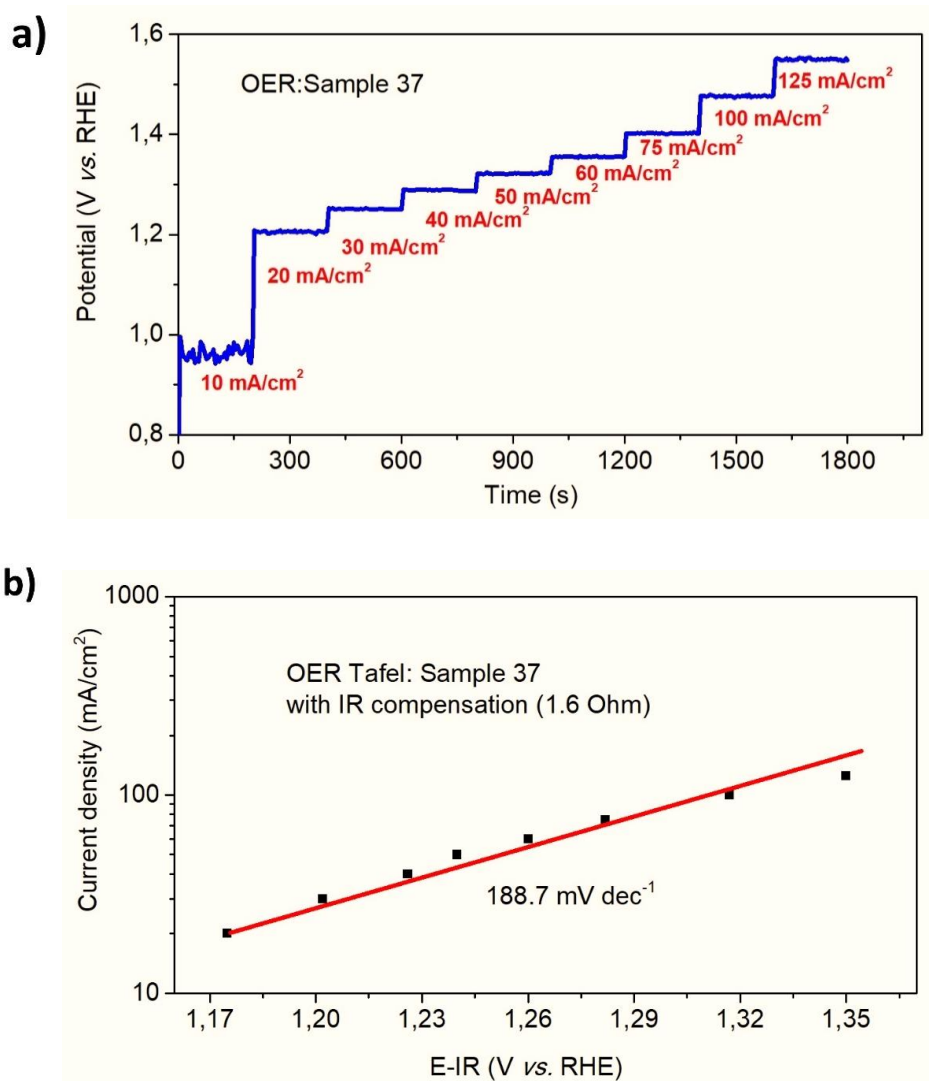 a)
1,6
1,4
1,2
1,0
0,8
Potential (V vs. RHE)
OER:Sample 37
10 mA/cm²
20 mA/cm²
30 mA/cm²
40 mA/cm²
50 mA/cm²
60 mA/cm²
75 mA/cm²
100 mA/cm²
125 mA/cm²
0 300 600 900 1200 1500 1800
Time (s)
b)
1000
100
10
Current density (mA/cm²)
OER Tafel: Sample 37
with IR compensation (1.6 Ohm)
188.7 mV dec⁻¹
1,17 1,20 1,23 1,26 1,29 1,32 1,35
E-IR (V vs. RHE)